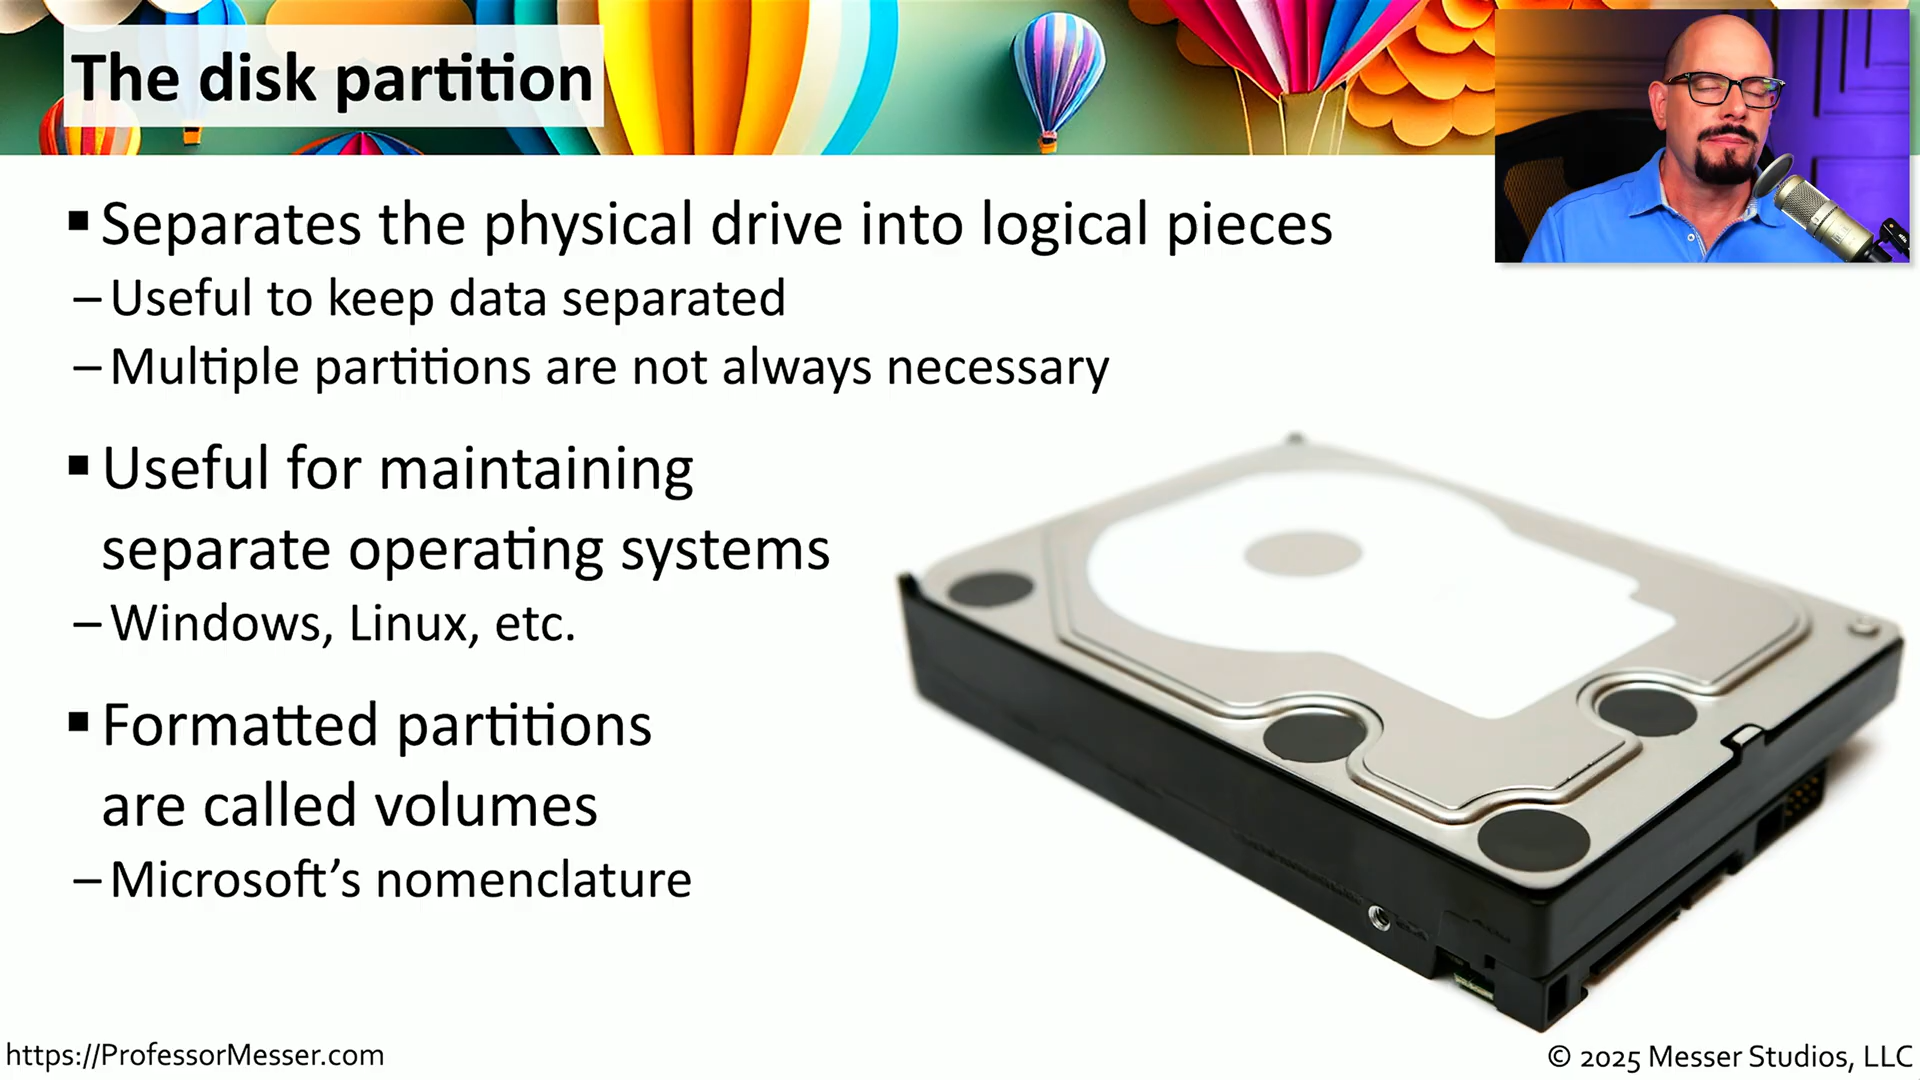 The disk partition
▪ Separates the physical drive into logical pieces
– Useful to keep data separated
– Multiple partitions are not always necessary
▪ Useful for maintaining
separate operating systems
– Windows, Linux, etc.
▪ Formatted partitions
are called volumes
– Microsoft’s nomenclature
https://ProfessorMesser.com
© 2025 Messer Studios, LLC